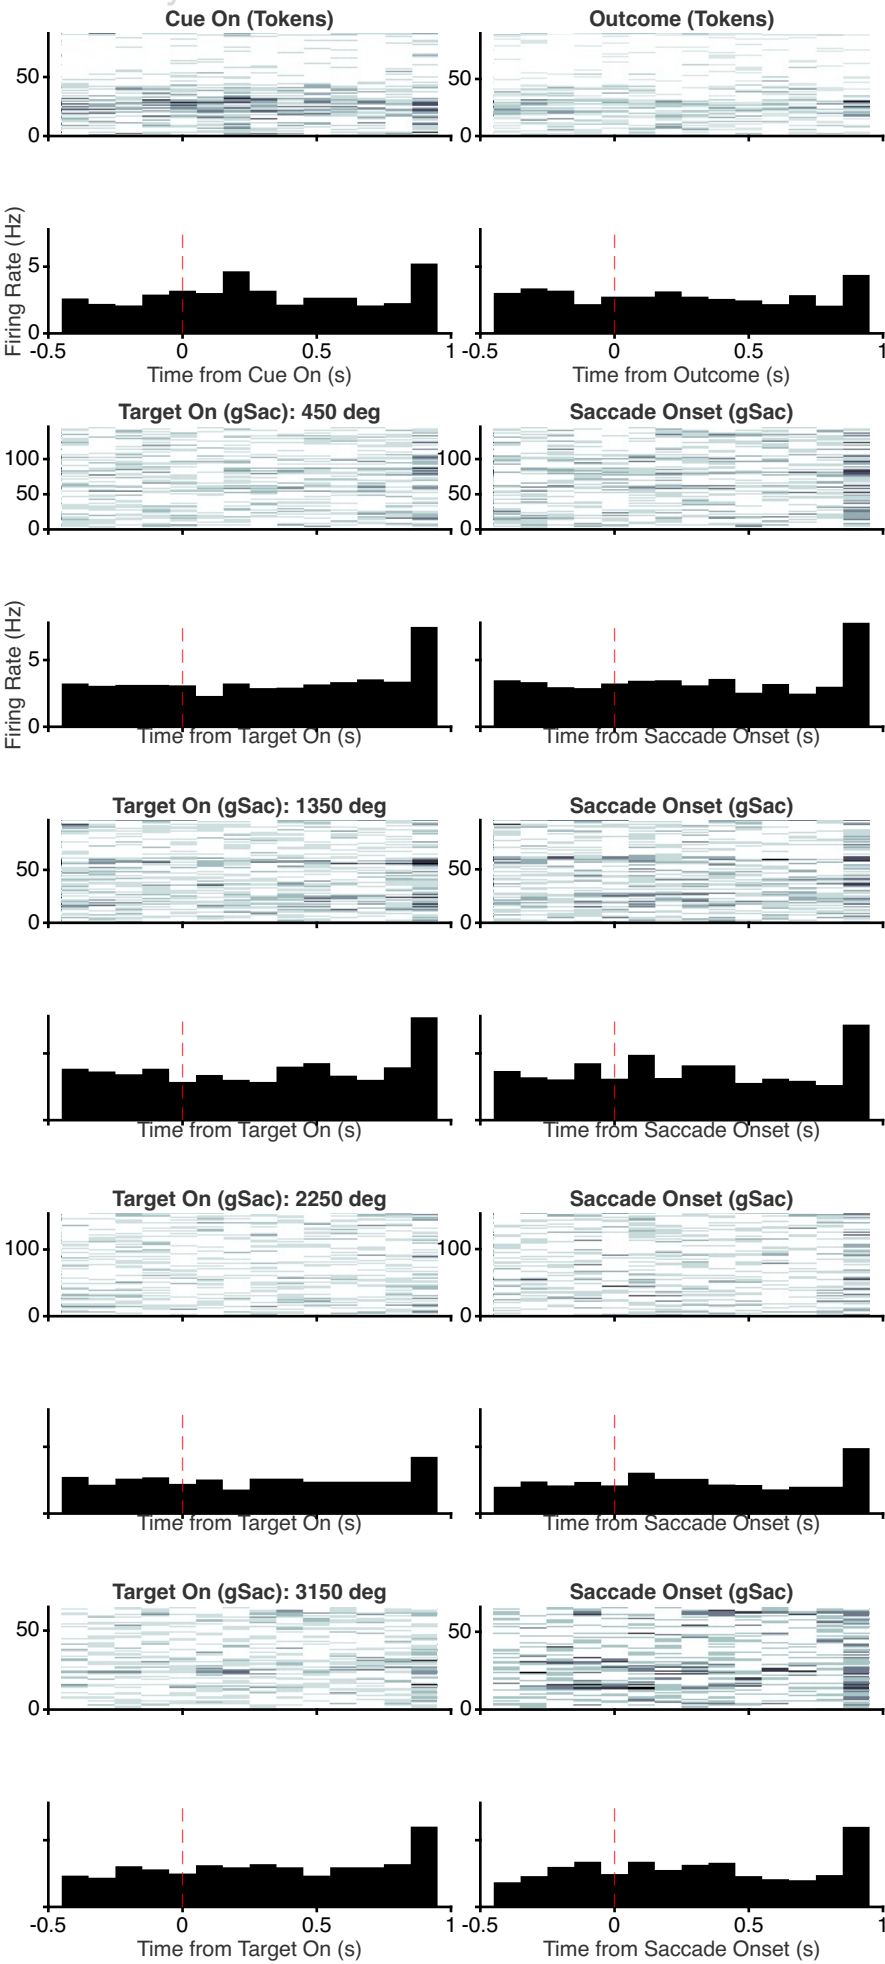 Cue On (Tokens) Outcome (Tokens)
50 50
0 0
Firing Rate (Hz)
5 5
0 0
-0.5 0 0.5 1 -0.5 0 0.5 1
Time from Cue On (s) Time from Outcome (s)
Target On (gSac): 450 deg Saccade Onset (gSac)
100 100
50 50
0 0
Firing Rate (Hz)
5 5
0 0
Time from Target On (s) Time from Saccade Onset (s)
Target On (gSac): 1350 deg Saccade Onset (gSac)
50 50
0 0
Time from Target On (s) Time from Saccade Onset (s)
Target On (gSac): 2250 deg Saccade Onset (gSac)
100 100
0 0
Time from Target On (s) Time from Saccade Onset (s)
Target On (gSac): 3150 deg Saccade Onset (gSac)
50 50
0 0
-0.5 0 0.5 1 -0.5 0 0.5 1
Time from Target On (s) Time from Saccade Onset (s)